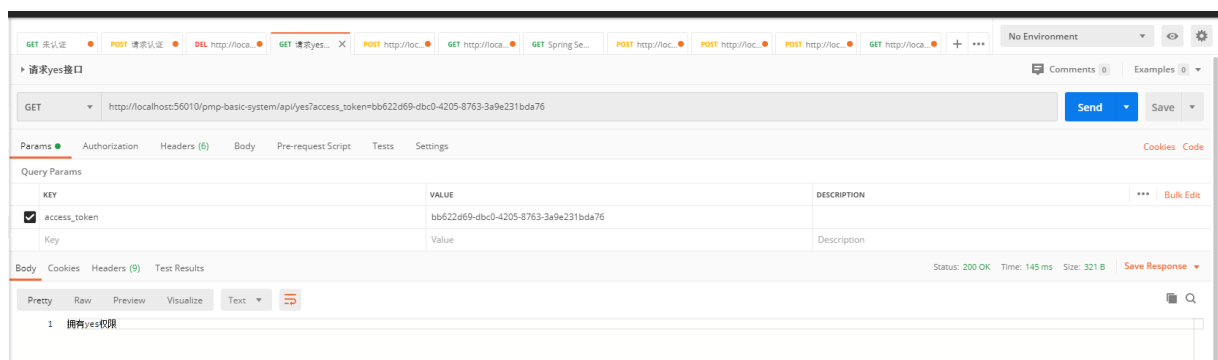 GET 未认证 POST 请求认证 DEL http://loca... GET 请求yes... X POST http://loc... GET http://loca... GET Spring Se... POST http://loc... POST http://loc... POST http://loc... GET http://loca... + ••• No Environment
请求yes接口 Comments 0 Examples 0
GET http://localhost:56010/pmp-basic-system/api/yes?access_token=bb622d69-dbc0-4205-8763-3a9e231bda76 Send Save
Params Authorization Headers (6) Body Pre-request Script Tests Settings Cookies Code
Query Params
KEY VALUE DESCRIPTION ••• Bulk Edit
access_token bb622d69-dbc0-4205-8763-3a9e231bda76
Key Value Description
Body Cookies Headers (9) Test Results Status: 200 OK Time: 145 ms Size: 321 B Save Response
Pretty Raw Preview Visualize Text
1 拥有yes权限